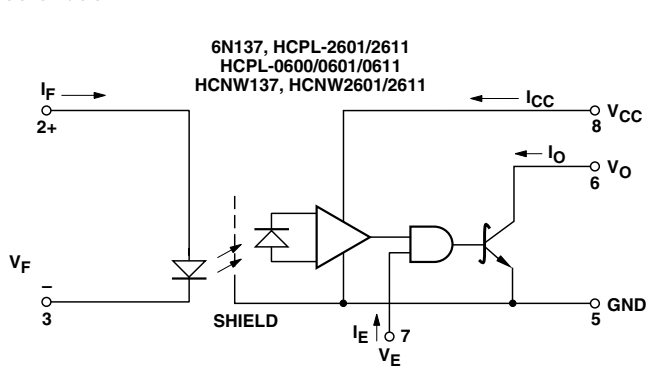 6N137, HCPL-2601/2611
HCPL-0600/0601/0611
HCNW137, HCNW2601/2611
IF
ICC
2+
8
VCC
IO
6
VO
VF
–
3
SHIELD
IE
7
VE
5
GND